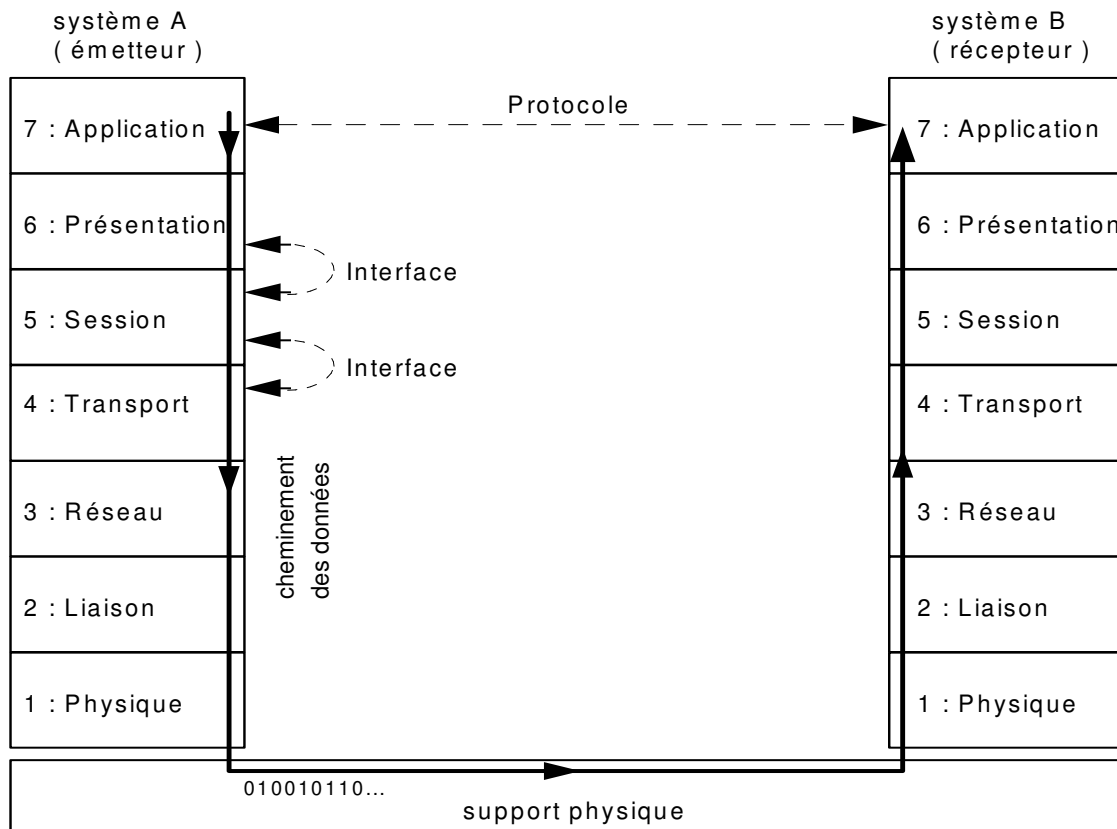 système A
( émetteur )
système B
( récepteur )
Protocole
7 : Application
7 : Application
6 : Présentation
6 : Présentation
Interface
5 : Session
5 : Session
Interface
4 : Transport
4 : Transport
cheminement
des données
3 : Réseau
3 : Réseau
2 : Liaison
2 : Liaison
1 : Physique
1 : Physique
010010110...
support physique